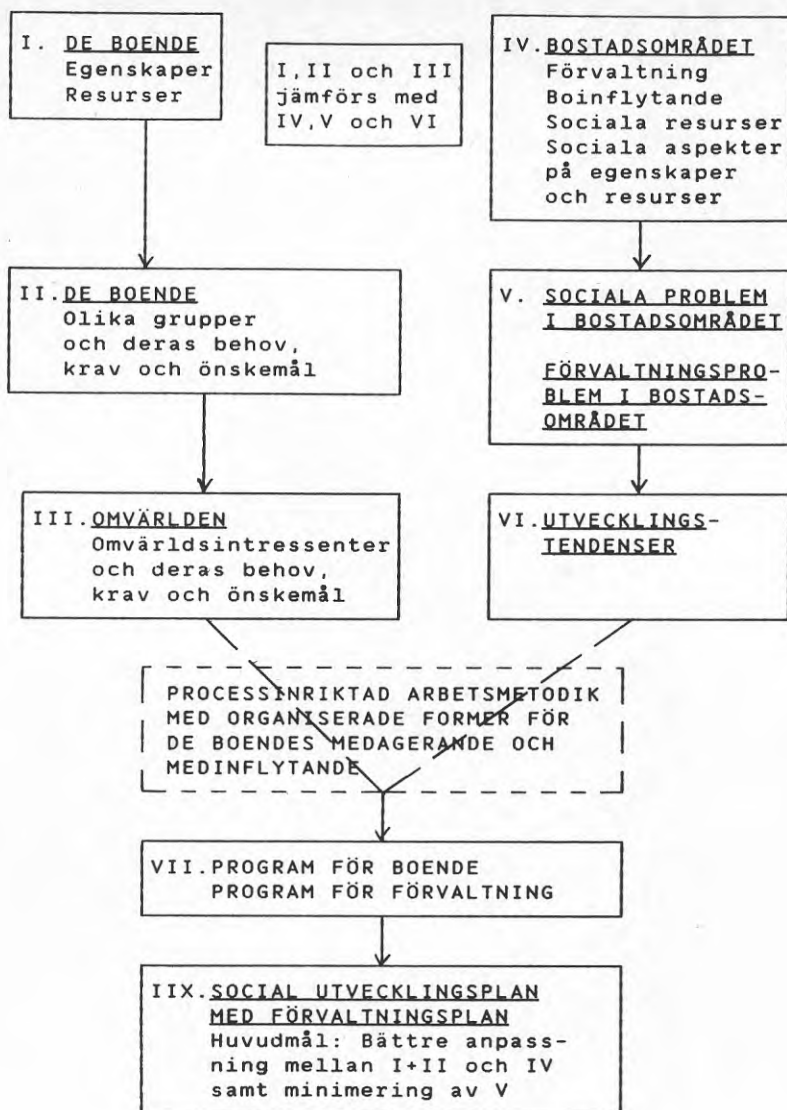 I. DE BOENDE
Egenskaper
Resurser
I,II och III
jämförs med
IV,V och VI
IV. BOSTADSOMRÅDET
Förvaltning
Boinflytande
Sociala resurser
Sociala aspekter
på egenskaper
och resurser
II. DE BOENDE
Olika grupper
och deras behov,
krav och önskemål
V. SOCIALA PROBLEM
I BOSTADSOMRÅDET
FÖRVALTNINGSPRO-
BLEM I BOSTADS-
OMRÅDET
III. OMVÄRLDEN
Omvärldsintressenter
och deras behov,
krav och önskemål
VI. UTVECKLINGS-
TENDENSER
PROCESSINRIKTAD ARBETSMETODIK
MED ORGANISERADE FORMER FÖR
DE BOENDES MEDAGERANDE OCH
MEDINFLYTANDE
VII. PROGRAM FÖR BOENDE
PROGRAM FÖR FÖRVALTNING
IIX. SOCIAL UTVECKLINGSPLAN
MED FÖRVALTNINGSPLAN
Huvudmål: Bättre anpass-
ning mellan I+II och IV
samt minimering av V